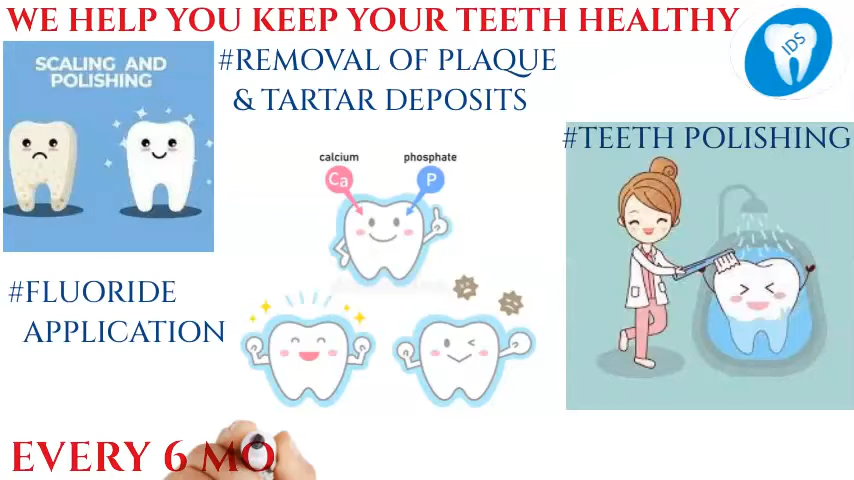 WE HELP YOU KEEP YOUR TEETH HEALTHY
IDS
SCALING AND
POLISHING
#REMOVAL OF PLAQUE
& TARTAR DEPOSITS
#TEETH POLISHING
calcium
phosphate
Ca
P
#FLUORIDE
APPLICATION
EVERY 6 MO